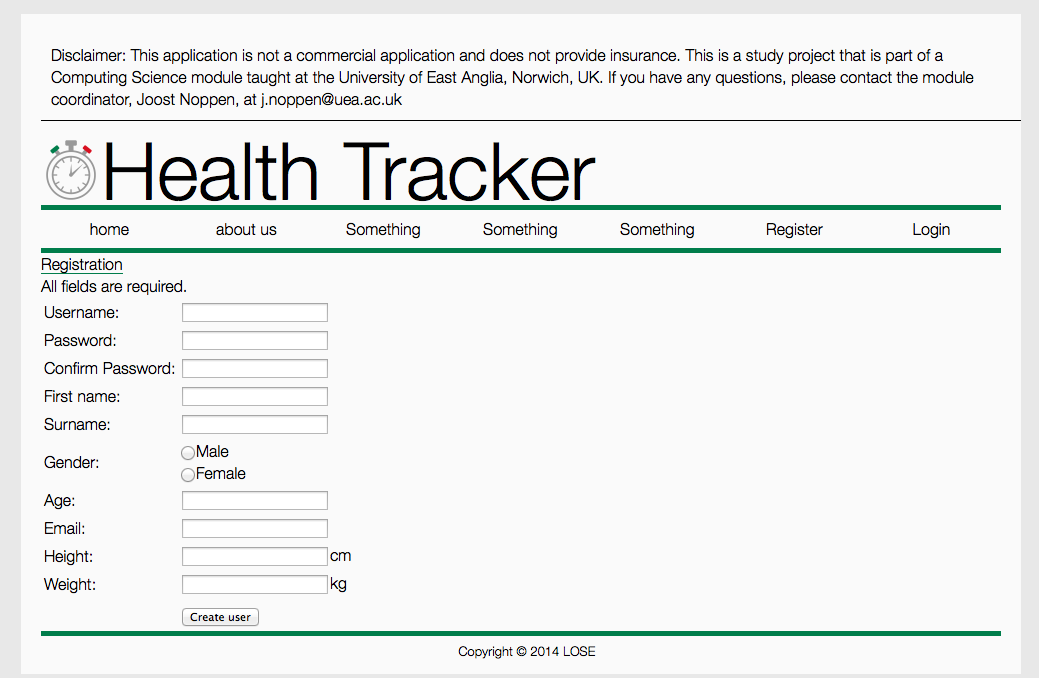 Disclaimer: This application is not a commercial application and does not provide insurance. This is a study project that is part of a
Computing Science module taught at the University of East Anglia, Norwich, UK. If you have any questions, please contact the module
coordinator, Joost Noppen, at j.noppen@uea.ac.uk
Health Tracker
home about us Something Something Something Register Login
Registration
All fields are required.
Username:
Password:
Confirm Password:
First name:
Surname:
Gender:
Male
Female
Age:
Email:
Height: cm
Weight: kg
Create user
Copyright © 2014 LOSE